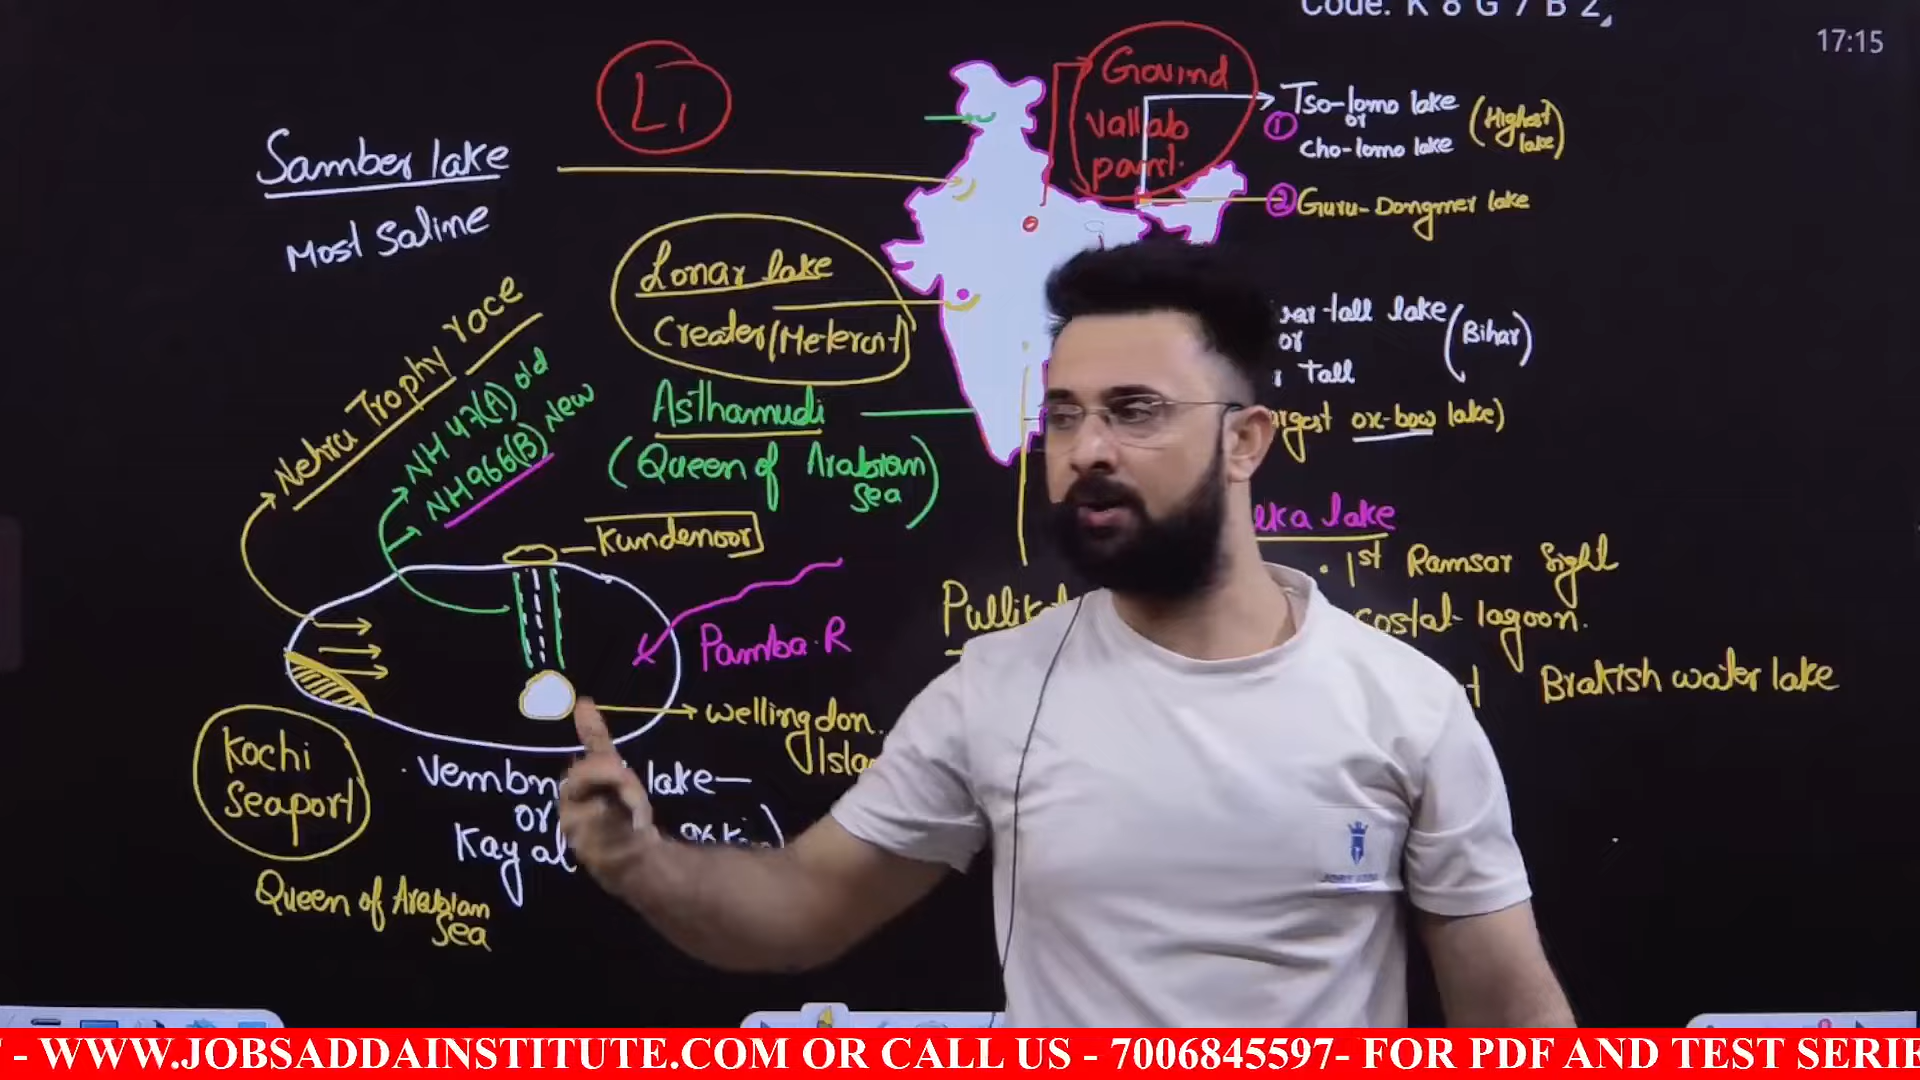 Code: K 8 G 7 B 2
17:15
L1
Govind
Vallab
pant.
Tso-lomo lake
or
Cho-lomo lake
(Highest
lake)
①
② Guru-Dongmer lake
Samber lake
Most Saline
Lonar lake
Creater/Meterorit
lake
(Bihar)
or
Tall
ox-bow lake)
Asthamudi
(Queen of Arabian
Sea)
Nehru Trophy race
NH 47(A) old
NH966(B) New
Kundenoor
Pamba.R
wellingdon
Kochi
Seaport
lake
or
Queen of Arabian
Sea
lake
. 1st Ramsar Sight
costal lagoon.
Brakish water lake
- WWW.JOBSADDAINSTITUTE.COM OR CALL US - 7006845597- FOR PDF AND TEST SERIE